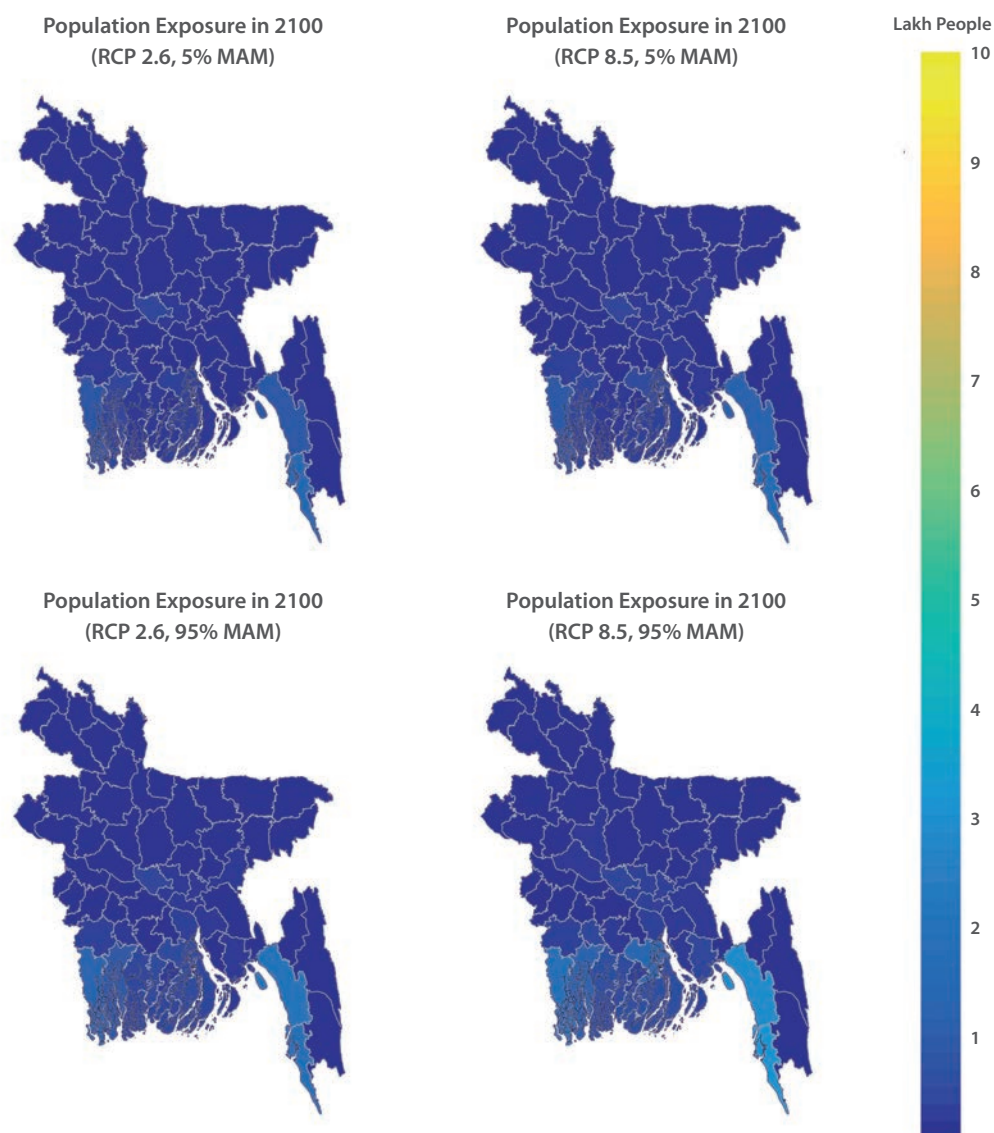 Population Exposure in 2100
(RCP 2.6, 5% MAM)
Population Exposure in 2100
(RCP 8.5, 5% MAM)
Lakh People
10
9
8
7
6
5
4
3
2
1
Population Exposure in 2100
(RCP 2.6, 95% MAM)
Population Exposure in 2100
(RCP 8.5, 95% MAM)